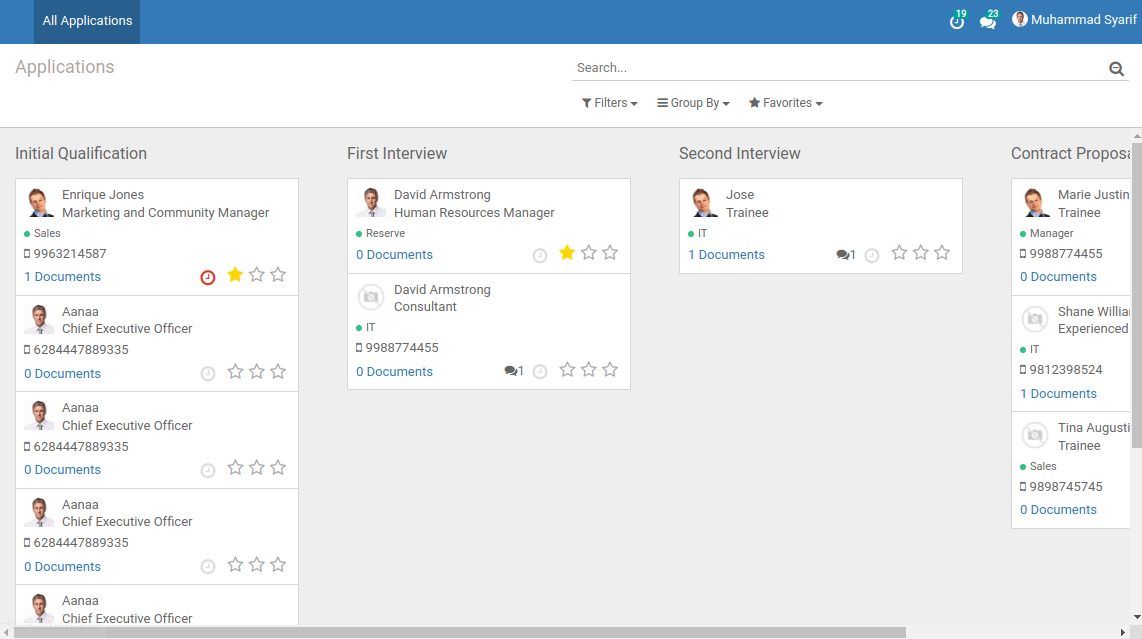 All Applications
19
23
Muhammad Syarif
Applications
Search...
Filters
Group By
Favorites
Initial Qualification
Enrique Jones
Marketing and Community Manager
Sales
9963214587
1 Documents
Aanaa
Chief Executive Officer
6284447889335
0 Documents
Aanaa
Chief Executive Officer
6284447889335
0 Documents
Aanaa
Chief Executive Officer
6284447889335
0 Documents
Aanaa
Chief Executive Officer
First Interview
David Armstrong
Human Resources Manager
Reserve
0 Documents
David Armstrong
Consultant
IT
9988774455
0 Documents
1
Second Interview
Jose
Trainee
IT
1 Documents
1
Contract Proposa
Marie Justin
Trainee
Manager
9988774455
0 Documents
Shane Willia
Experienced
IT
9812398524
1 Documents
Tina Augusti
Trainee
Sales
9898745745
0 Documents